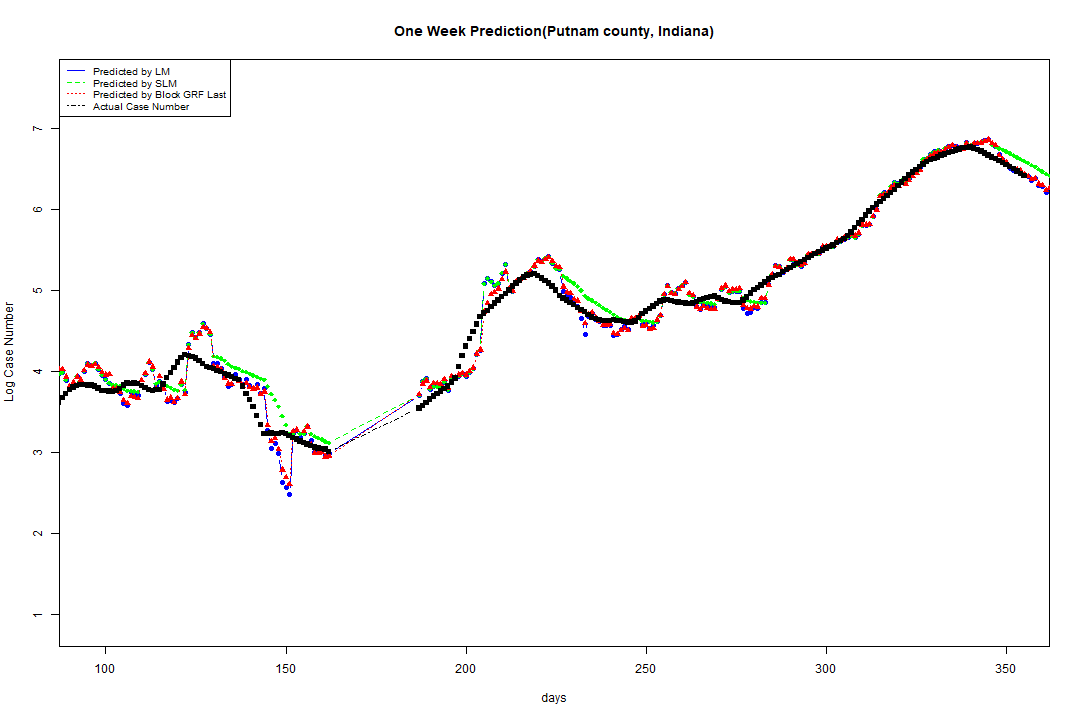 One Week Prediction(Putnam county, Indiana)
Predicted by LM
Predicted by SLM
Predicted by Block GRF Last
Actual Case Number
Log Case Number
7
6
5
4
3
2
1
100 150 200 250 300 350
days